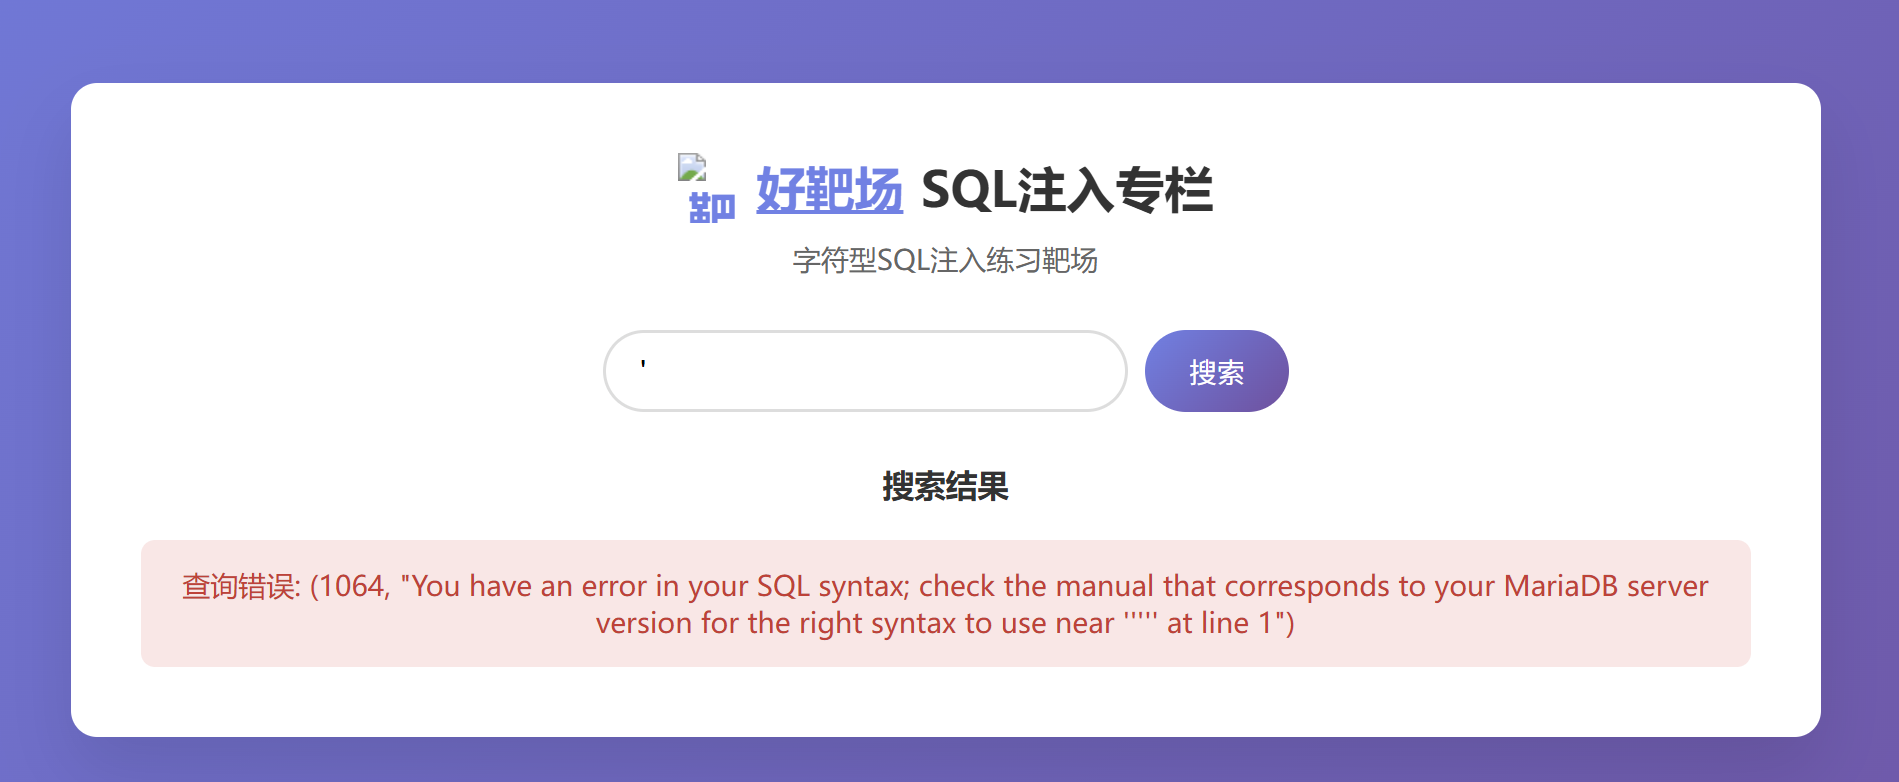 靶
好靶场 SQL注入专栏
字符型SQL注入练习靶场
'
搜索
搜索结果
查询错误: (1064, "You have an error in your SQL syntax; check the manual that corresponds to your MariaDB server
version for the right syntax to use near ''''' at line 1")